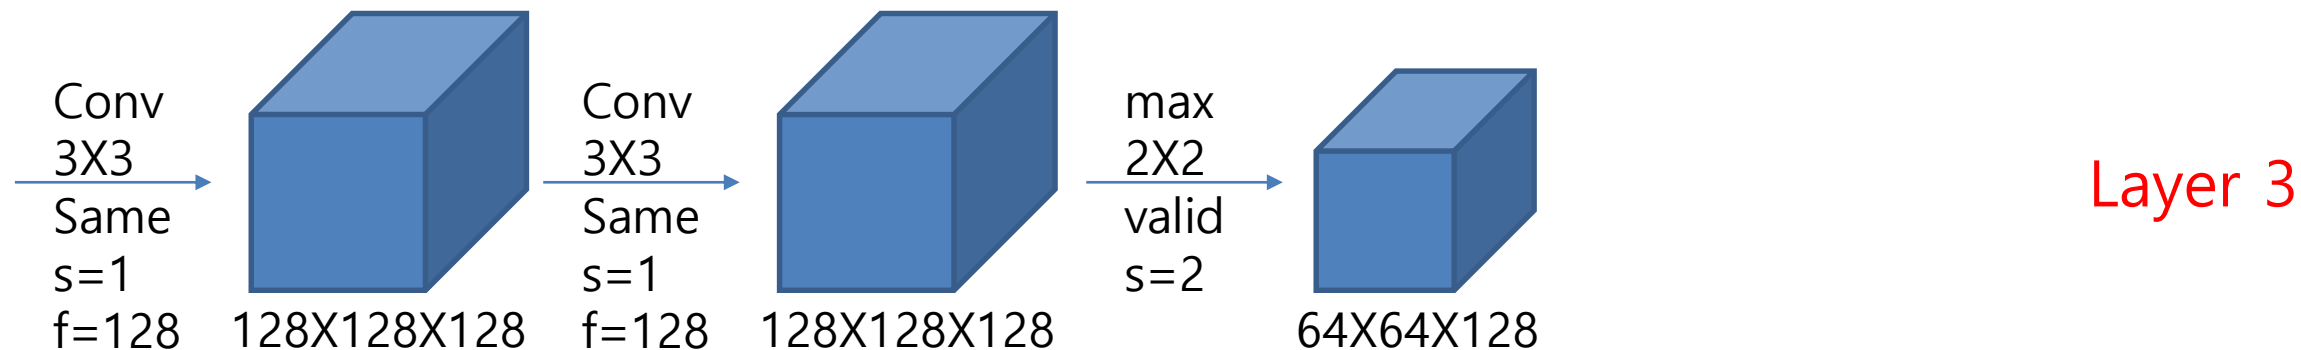 Conv
3X3
Same
s=1
f=128
128X128X128
Conv
3X3
Same
s=1
f=128
128X128X128
max
2X2
valid
s=2
64X64X128
Layer 3